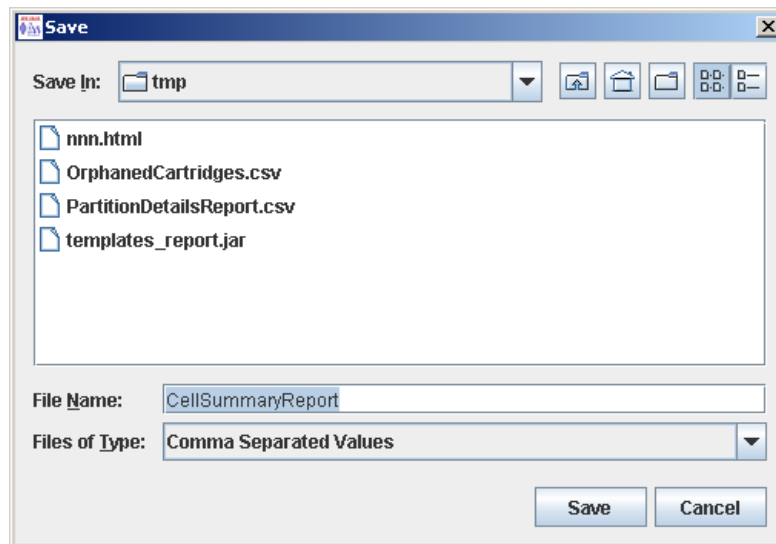 Save
Save In: tmp
nnn.html
OrphanedCartridges.csv
PartitionDetailsReport.csv
templates_report.jar
File Name: CellSummaryReport
Files of Type: Comma Separated Values
Save Cancel